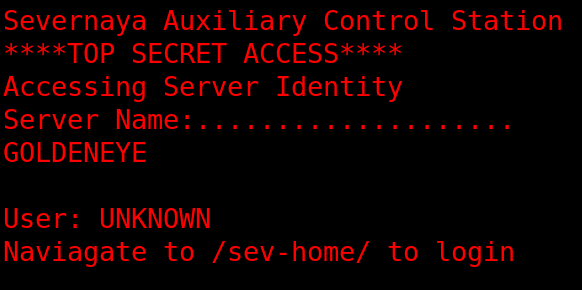 Severnaya Auxiliary Control Station
****TOP SECRET ACCESS****
Accessing Server Identity
Server Name:....................
GOLDENEYE
User: UNKNOWN
Naviagate to /sev-home/ to login